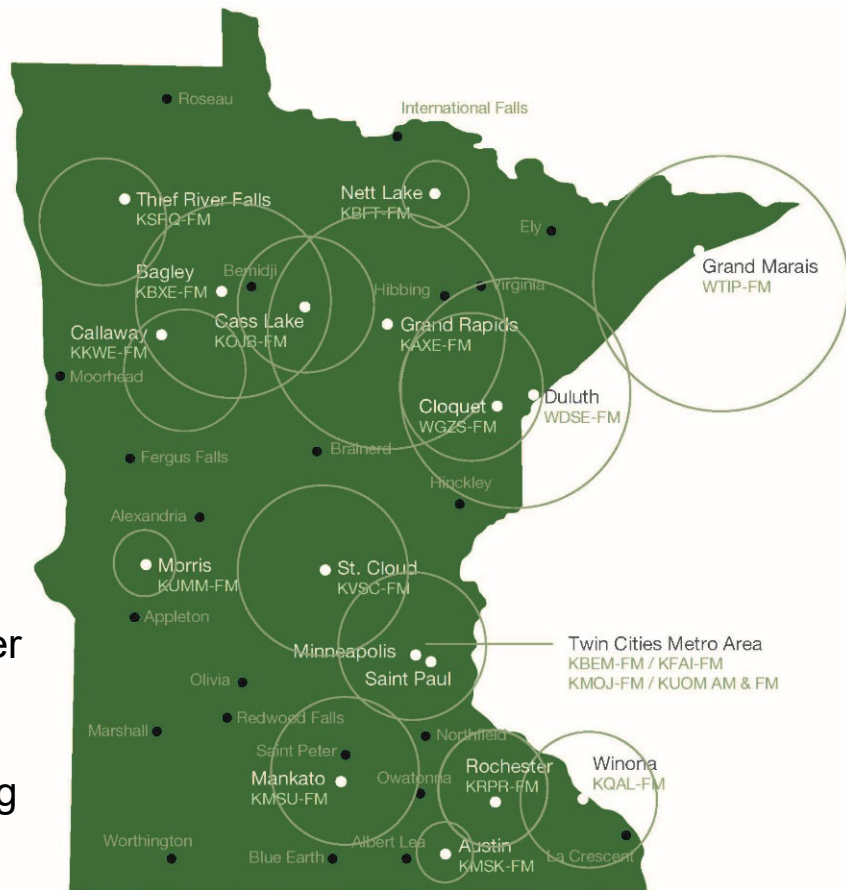 Roseau
International Falls
Thief River Falls
KSRQ-FM
Nett Lake
KBFT-FM
Ely
Grand Marais
WTIP-FM
Bagley
KBXE-FM
Bemidji
Hibbing
Virginia
Callaway
KKWE-FM
Cass Lake
KOJB-FM
Grand Rapids
KAXE-FM
Moorhead
Cloquet
WGZS-FM
Duluth
WDSE-FM
Fergus Falls
Brainerd
Hinckley
Alexandria
Morris
KUMM-FM
St. Cloud
KVSC-FM
Appleton
er
Minneapolis
Saint Paul
Twin Cities Metro Area
KBEM-FM / KFAI-FM
KMOJ-FM / KUOM AM & FM
Olivia
Redwood Falls
Marshall
Northfield
Saint Peter
Mankato
KMSU-FM
Owatonna
Rochester
KRPR-FM
Winona
KQAL-FM
g
Worthington
Blue Earth
Albert Lea
Austin
KMSK-FM
La Crescent